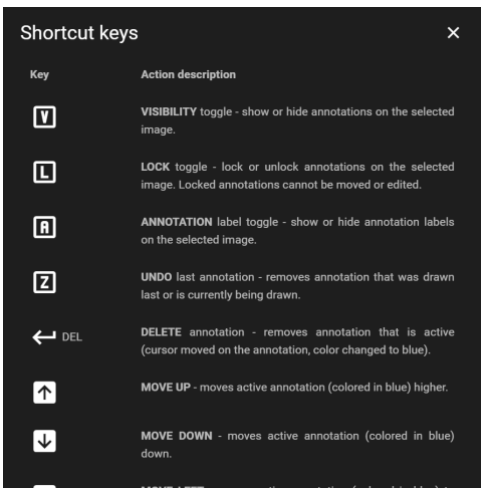 Shortcut keys
Key Action description
V VISIBILITY toggle - show or hide annotations on the selected
image.
L LOCK toggle - lock or unlock annotations on the selected
image. Locked annotations cannot be moved or edited.
A ANNOTATION label toggle - show or hide annotation labels
on the selected image.
Z UNDO last annotation - removes annotation that was drawn
last or is currently being drawn.
DEL DELETE annotation - removes annotation that is active
(cursor moved on the annotation, color changed to blue).
MOVE UP - moves active annotation (colored in blue) higher.
MOVE DOWN - moves active annotation (colored in blue)
down.